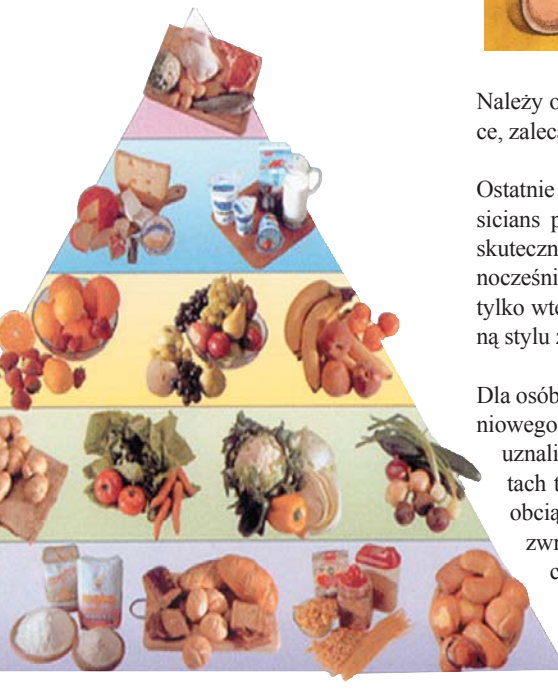 Należy o
ce, zaleca
Ostatnie
sicians p
skuteczn
nocześni
tylko wte
ną stylu ż
Dla osób
niowego
uznali
tach t
obcią
zwr
c